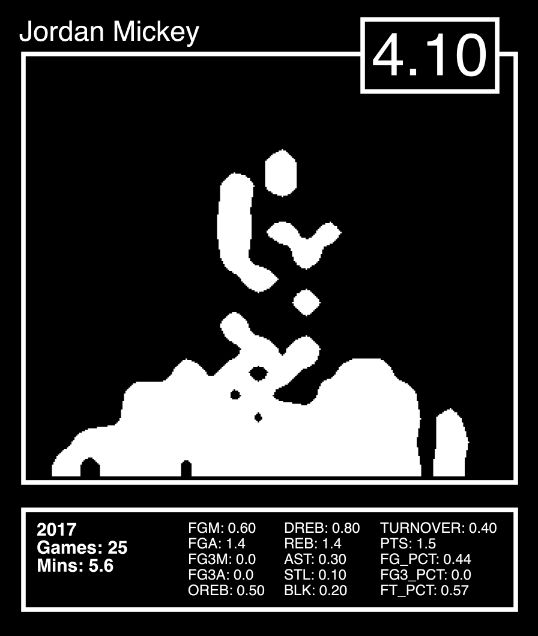 Jordan Mickey
4.10
2017
Games: 25
Mins: 5.6
FGM: 0.60
FGA: 1.4
FG3M: 0.0
FG3A: 0.0
OREB: 0.50
DREB: 0.80
REB: 1.4
AST: 0.30
STL: 0.10
BLK: 0.20
TURNOVER: 0.40
PTS: 1.5
FG_PCT: 0.44
FG3_PCT: 0.0
FT_PCT: 0.57